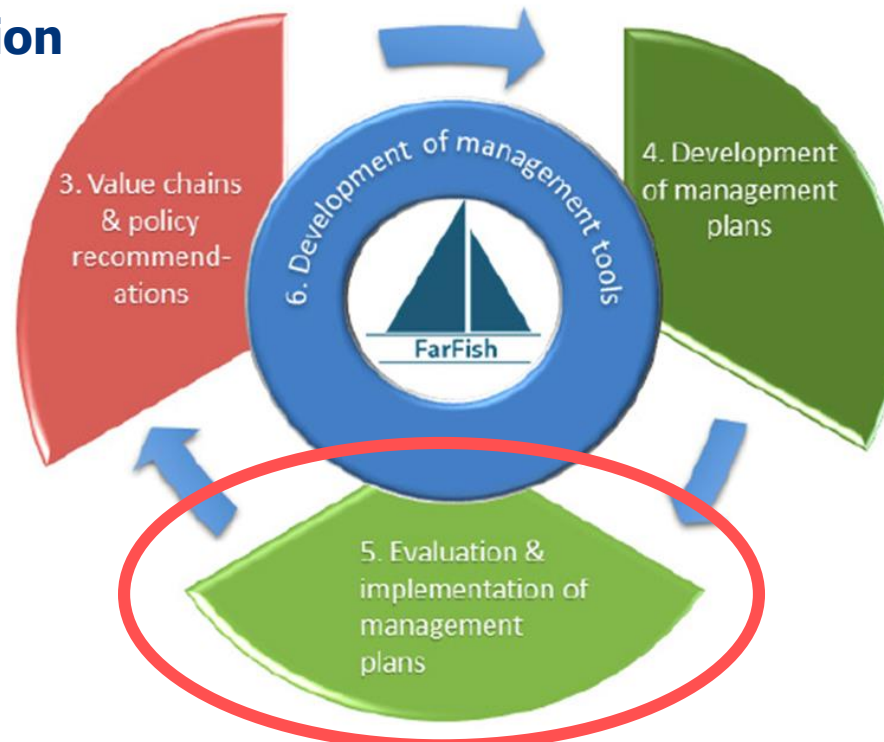 ion
3. Value chains
& policy
recommend-
ations
6. Development of management tools
4. Development
of management
plans
FarFish
5. Evaluation &
implementation of
management
plans